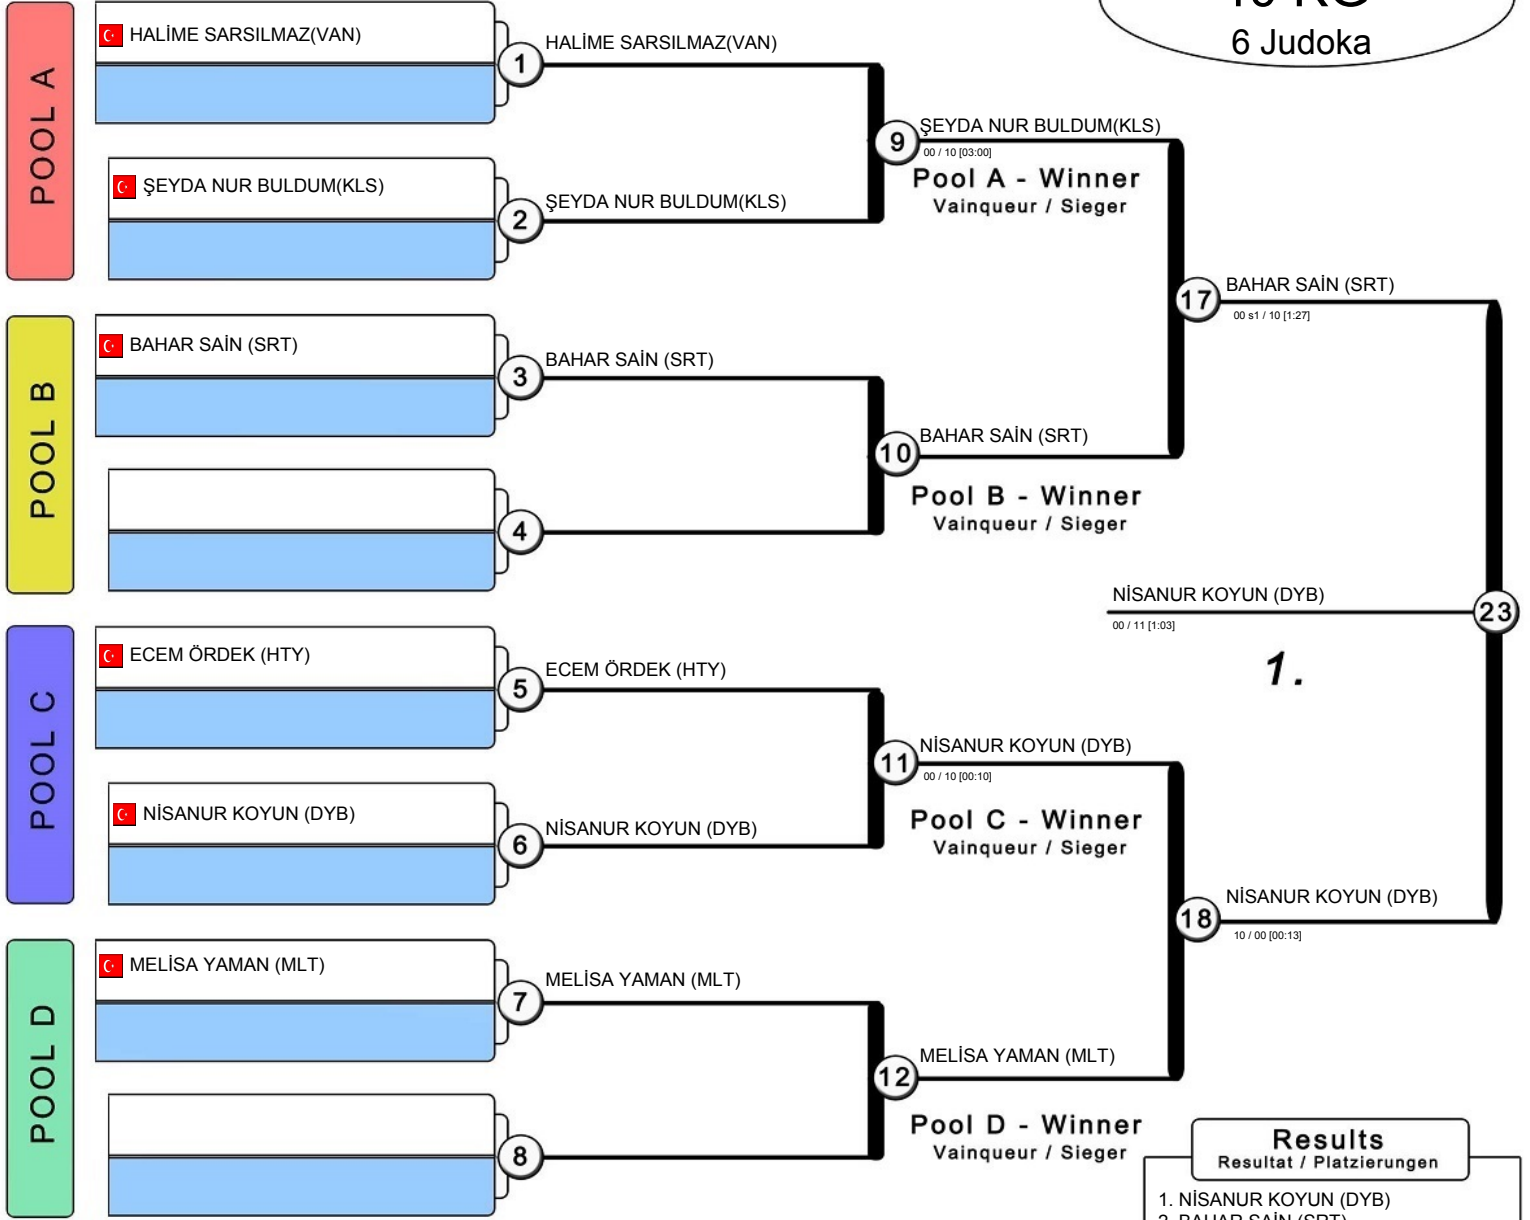 6 Judoka
POOL A
HALİME SARSILMAZ(VAN)
1
HALİME SARSILMAZ(VAN)
ŞEYDA NUR BULDUM(KLS)
2
ŞEYDA NUR BULDUM(KLS)
9
ŞEYDA NUR BULDUM(KLS)
00 / 10 [03:00]
Pool A - Winner
Vainqueur / Sieger
17
BAHAR SAİN (SRT)
00 s1 / 10 [1:27]
POOL B
BAHAR SAİN (SRT)
3
BAHAR SAİN (SRT)
4
10
BAHAR SAİN (SRT)
Pool B - Winner
Vainqueur / Sieger
NİSANUR KOYUN (DYB)
23
00 / 11 [1:03]
1.
POOL C
ECEM ÖRDEK (HTY)
5
ECEM ÖRDEK (HTY)
NİSANUR KOYUN (DYB)
6
NİSANUR KOYUN (DYB)
11
NİSANUR KOYUN (DYB)
00 / 10 [00:10]
Pool C - Winner
Vainqueur / Sieger
18
NİSANUR KOYUN (DYB)
10 / 00 [00:13]
POOL D
MELİSA YAMAN (MLT)
7
MELİSA YAMAN (MLT)
8
12
MELİSA YAMAN (MLT)
Pool D - Winner
Vainqueur / Sieger
Results
Resultat / Platzierungen
1. NİSANUR KOYUN (DYB)
2. BAHAR SAİN (SRT)